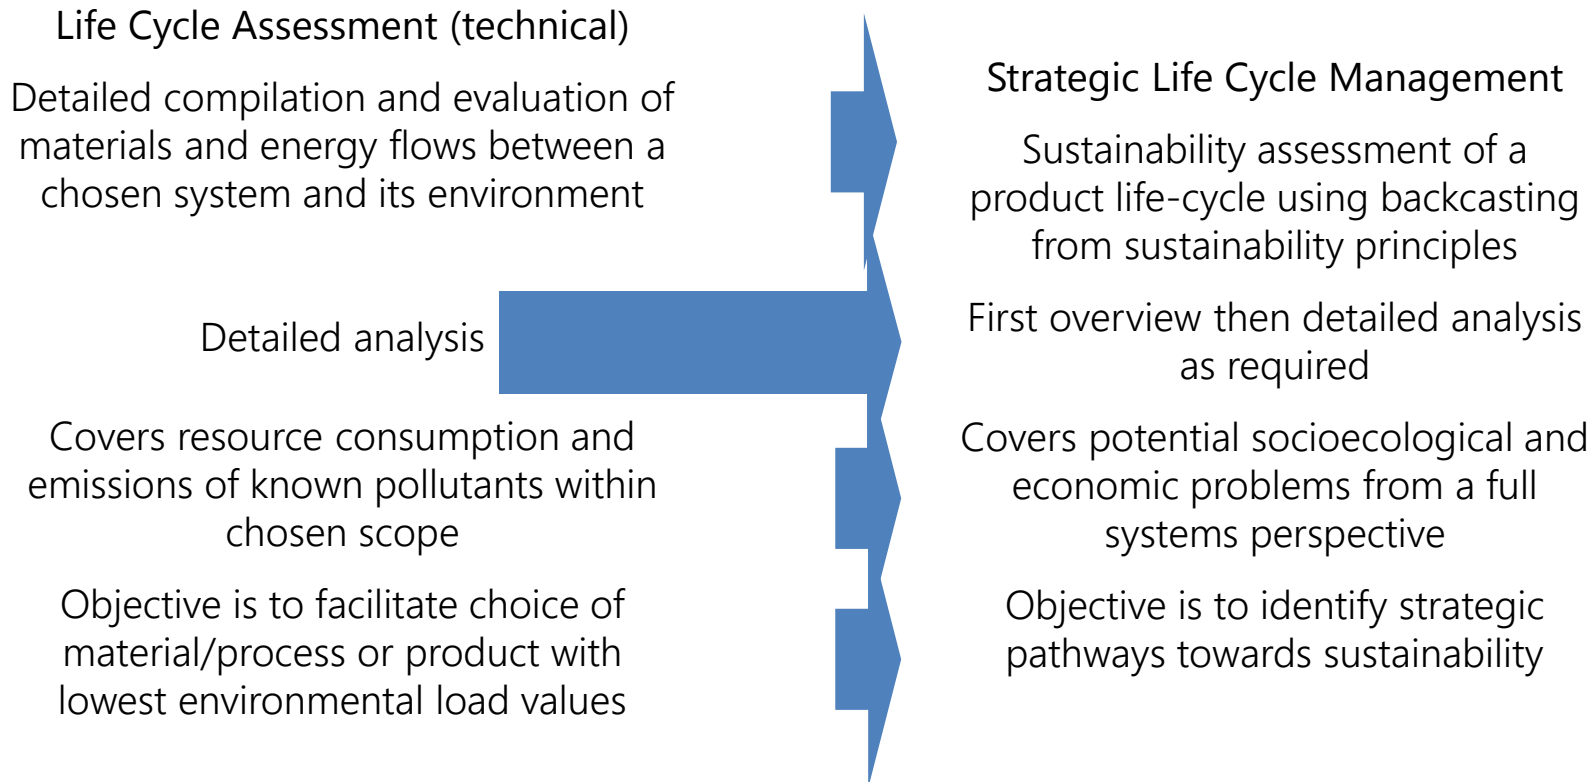 Life Cycle Assessment (technical)
Detailed compilation and evaluation of
materials and energy flows between a
chosen system and its environment
Detailed analysis
Covers resource consumption and
emissions of known pollutants within
chosen scope
Objective is to facilitate choice of
material/process or product with
lowest environmental load values
Strategic Life Cycle Management
Sustainability assessment of a
product life-cycle using backcasting
from sustainability principles
First overview then detailed analysis
as required
Covers potential socioecological and
economic problems from a full
systems perspective
Objective is to identify strategic
pathways towards sustainability